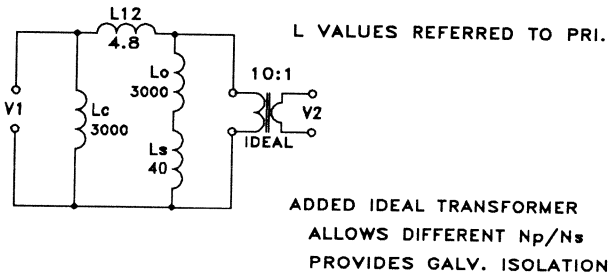 L12
4.8
L VALUES REFERRED TO PRI.
Lo
3000
10:1
V1
Lc
3000
V2
IDEAL
Ls
40
ADDED IDEAL TRANSFORMER
ALLOWS DIFFERENT Np/Ns
PROVIDES GALV. ISOLATION